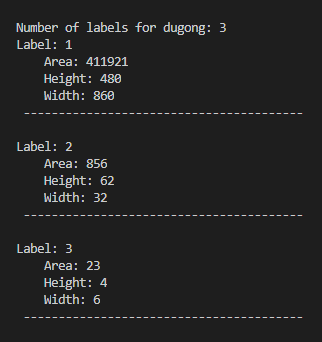 Number of labels for dugong: 3
Label: 1
    Area: 411921
    Height: 480
    Width: 860
 ----------------------------------------
Label: 2
    Area: 856
    Height: 62
    Width: 32
 ----------------------------------------
Label: 3
    Area: 23
    Height: 4
    Width: 6
 ----------------------------------------